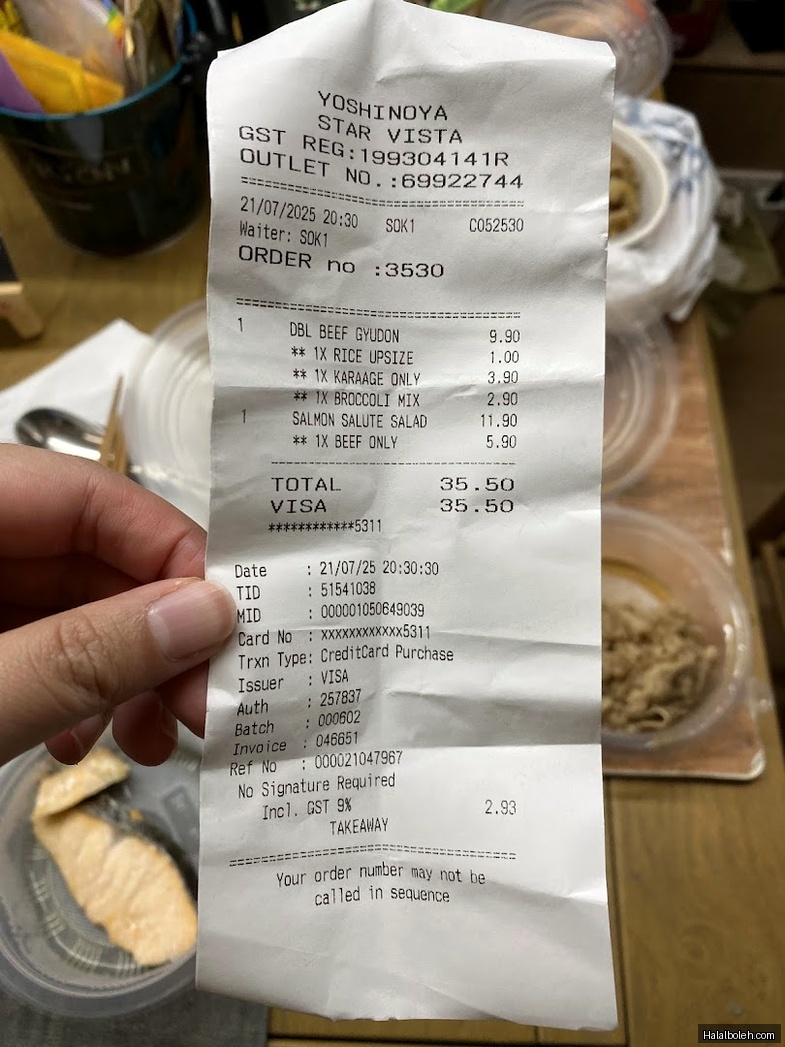 YOSHINOYA
STAR VISTA
GST REG:199304141R
OUTLET NO.:69922744
21/07/2025 20:30 SOK1 C052530
Waiter: SOK1
ORDER no :3530
1 DBL BEEF GYUDON 9.90
** 1X RICE UPSIZE 1.00
** 1X KARAAGE ONLY 3.90
** 1X BROCCOLI MIX 2.90
1 SALMON SALUTE SALAD 11.90
** 1X BEEF ONLY 5.90
TOTAL 35.50
VISA 35.50
************5311
Date : 21/07/25 20:30:30
TID : 51541038
MID : 000001050649039
Card No : xxxxxxxxxxxx5311
Trxn Type: CreditCard Purchase
Issuer : VISA
Auth : 257837
Batch : 000602
Invoice : 046651
Ref No : 000021047967
No Signature Required
Incl. GST 9% 2.93
TAKEAWAY
Your order number may not be
called in sequence
Halalboleh.com